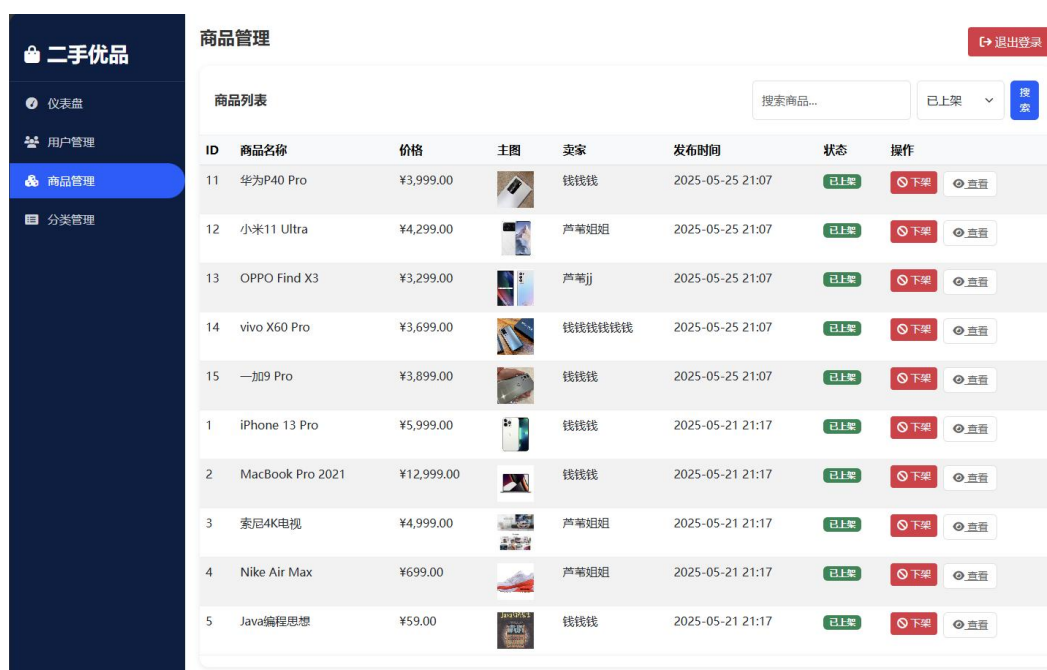 二手优品
仪表盘
用户管理
商品管理
分类管理
商品管理
退出登录
商品列表
搜索商品...
已上架
搜
索
ID 商品名称 价格 主图 卖家 发布时间 状态 操作
11 华为P40 Pro ¥3,999.00 钱钱钱 2025-05-25 21:07 已上架 下架 查看
12 小米11 Ultra ¥4,299.00 芦苇姐姐 2025-05-25 21:07 已上架 下架 查看
13 OPPO Find X3 ¥3,299.00 芦苇jj 2025-05-25 21:07 已上架 下架 查看
14 vivo X60 Pro ¥3,699.00 钱钱钱钱钱钱 2025-05-25 21:07 已上架 下架 查看
15 一加9 Pro ¥3,899.00 钱钱钱 2025-05-25 21:07 已上架 下架 查看
1 iPhone 13 Pro ¥5,999.00 钱钱钱 2025-05-21 21:17 已上架 下架 查看
2 MacBook Pro 2021 ¥12,999.00 钱钱钱 2025-05-21 21:17 已上架 下架 查看
3 索尼4K电视 ¥4,999.00 芦苇姐姐 2025-05-21 21:17 已上架 下架 查看
4 Nike Air Max ¥699.00 芦苇姐姐 2025-05-21 21:17 已上架 下架 查看
5 Java编程思想 ¥59.00 钱钱钱 2025-05-21 21:17 已上架 下架 查看